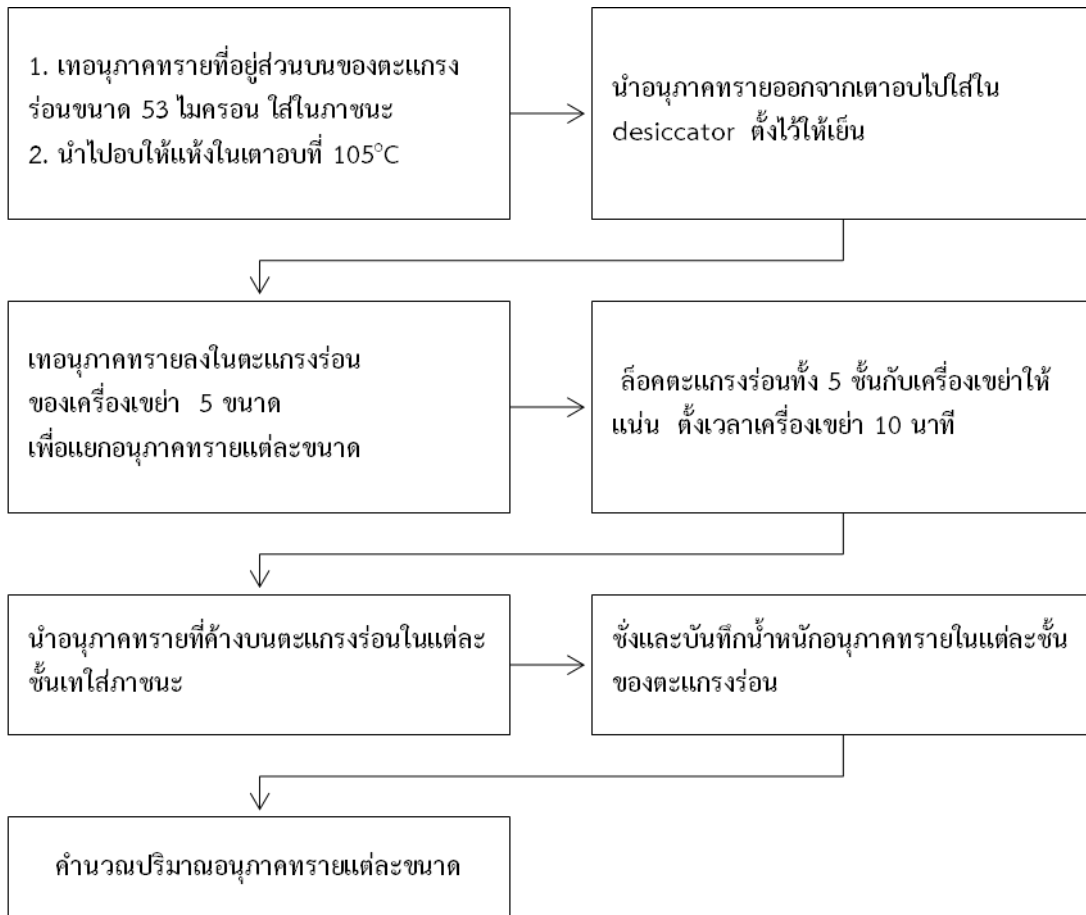 1. เทอนุภาคทรายที่อยู่ส่วนบนของตะแกรง
ร่อนขนาด 53 ไมครอน ใส่ในภาชนะ
2. นำไปอบให้แห้งในเตาอบที่ 105°C
นำอนุภาคทรายออกจากเตาอบไปใส่ใน
desiccator ตั้งไว้ให้เย็น
เทอนุภาคทรายลงในตะแกรงร่อน
ของเครื่องเขย่า 5 ขนาด
เพื่อแยกอนุภาคทรายแต่ละขนาด
ล็อคตะแกรงร่อนทั้ง 5 ชั้นกับเครื่องเขย่าให้
แน่น ตั้งเวลาเครื่องเขย่า 10 นาที
นำอนุภาคทรายที่ค้างบนตะแกรงร่อนในแต่ละ
ชั้นเทใส่ภาชนะ
ชั่งและบันทึกน้ำหนักอนุภาคทรายในแต่ละชั้น
ของตะแกรงร่อน
คำนวณปริมาณอนุภาคทรายแต่ละขนาด